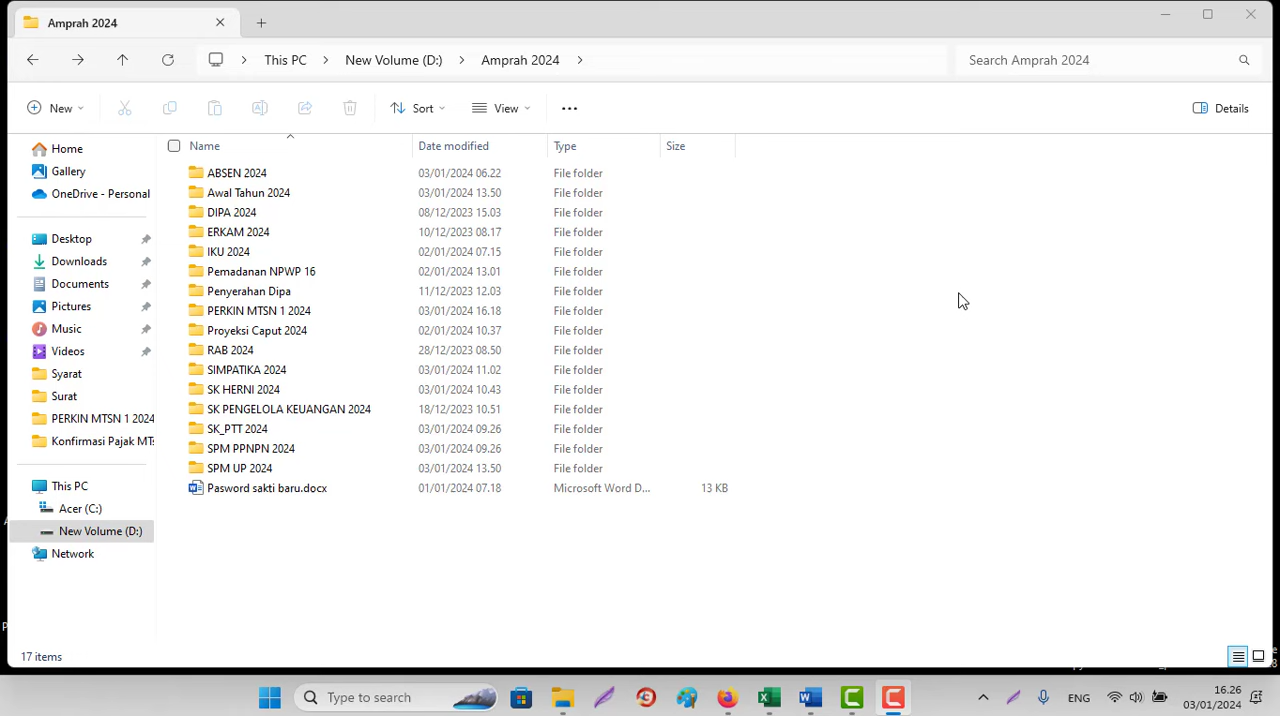 Amprah 2024
This PC
New Volume (D:)
Amprah 2024
Search Amprah 2024
New
Sort
View
Details
Name Date modified Type Size
ABSEN 2024 03/01/2024 06.22 File folder
Awal Tahun 2024 03/01/2024 13.50 File folder
DIPA 2024 08/12/2023 15.03 File folder
ERKAM 2024 10/12/2023 08.17 File folder
IKU 2024 02/01/2024 07.15 File folder
Pemadanan NPWP 16 02/01/2024 13.01 File folder
Penyerahan Dipa 11/12/2023 12.03 File folder
PERKIN MTSN 1 2024 03/01/2024 16.18 File folder
Proyeksi Caput 2024 02/01/2024 10.37 File folder
RAB 2024 28/12/2023 08.50 File folder
SIMPATIKA 2024 03/01/2024 11.02 File folder
SK HERNI 2024 03/01/2024 10.43 File folder
SK PENGELOLA KEUANGAN 2024 18/12/2023 10.51 File folder
SK_PTT 2024 03/01/2024 09.26 File folder
SPM PPNPN 2024 03/01/2024 09.26 File folder
SPM UP 2024 03/01/2024 13.50 File folder
Pasword sakti baru.docx 01/01/2024 07.18 Microsoft Word D... 13 KB
Home
Gallery
OneDrive - Personal
Desktop
Downloads
Documents
Pictures
Music
Videos
Syarat
Surat
PERKIN MTSN 1 2024
Konfirmasi Pajak MTs
This PC
Acer (C:)
New Volume (D:)
Network
17 items
Type to search
ENG
16.26
03/01/2024